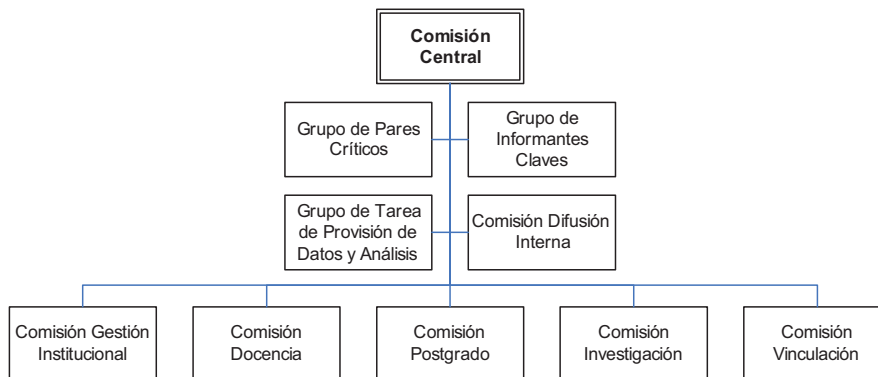 Comisión
Central
Grupo de Pares
Críticos
Grupo de
Informantes
Claves
Grupo de Tarea
de Provisión de
Datos y Análisis
Comisión Difusión
Interna
Comisión Gestión
Institucional
Comisión
Docencia
Comisión
Postgrado
Comisión
Investigación
Comisión
Vinculación